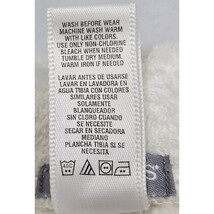 WASH BEFORE WEAR
MACHINE WASH WARM
WITH LIKE COLORS.
USE ONLY NON-CHLORINE
BLEACH WHEN NEEDED
TUMBLE DRY MEDIUM.
WARM IRON IF NEEDED.
LAVAR ANTES DE USARSE
LAVAR EN LAVADORA EN
AGUA TIBIA CON COLORES
SIMILARES USAR
SOLAMENTE
BLANQUEADOR
SIN CLORO CUANDO SE
NECESITE
SEGAR EN SECADORA
MEDIANO
PLANCHA TIBIA SI
SE NECESITE
S